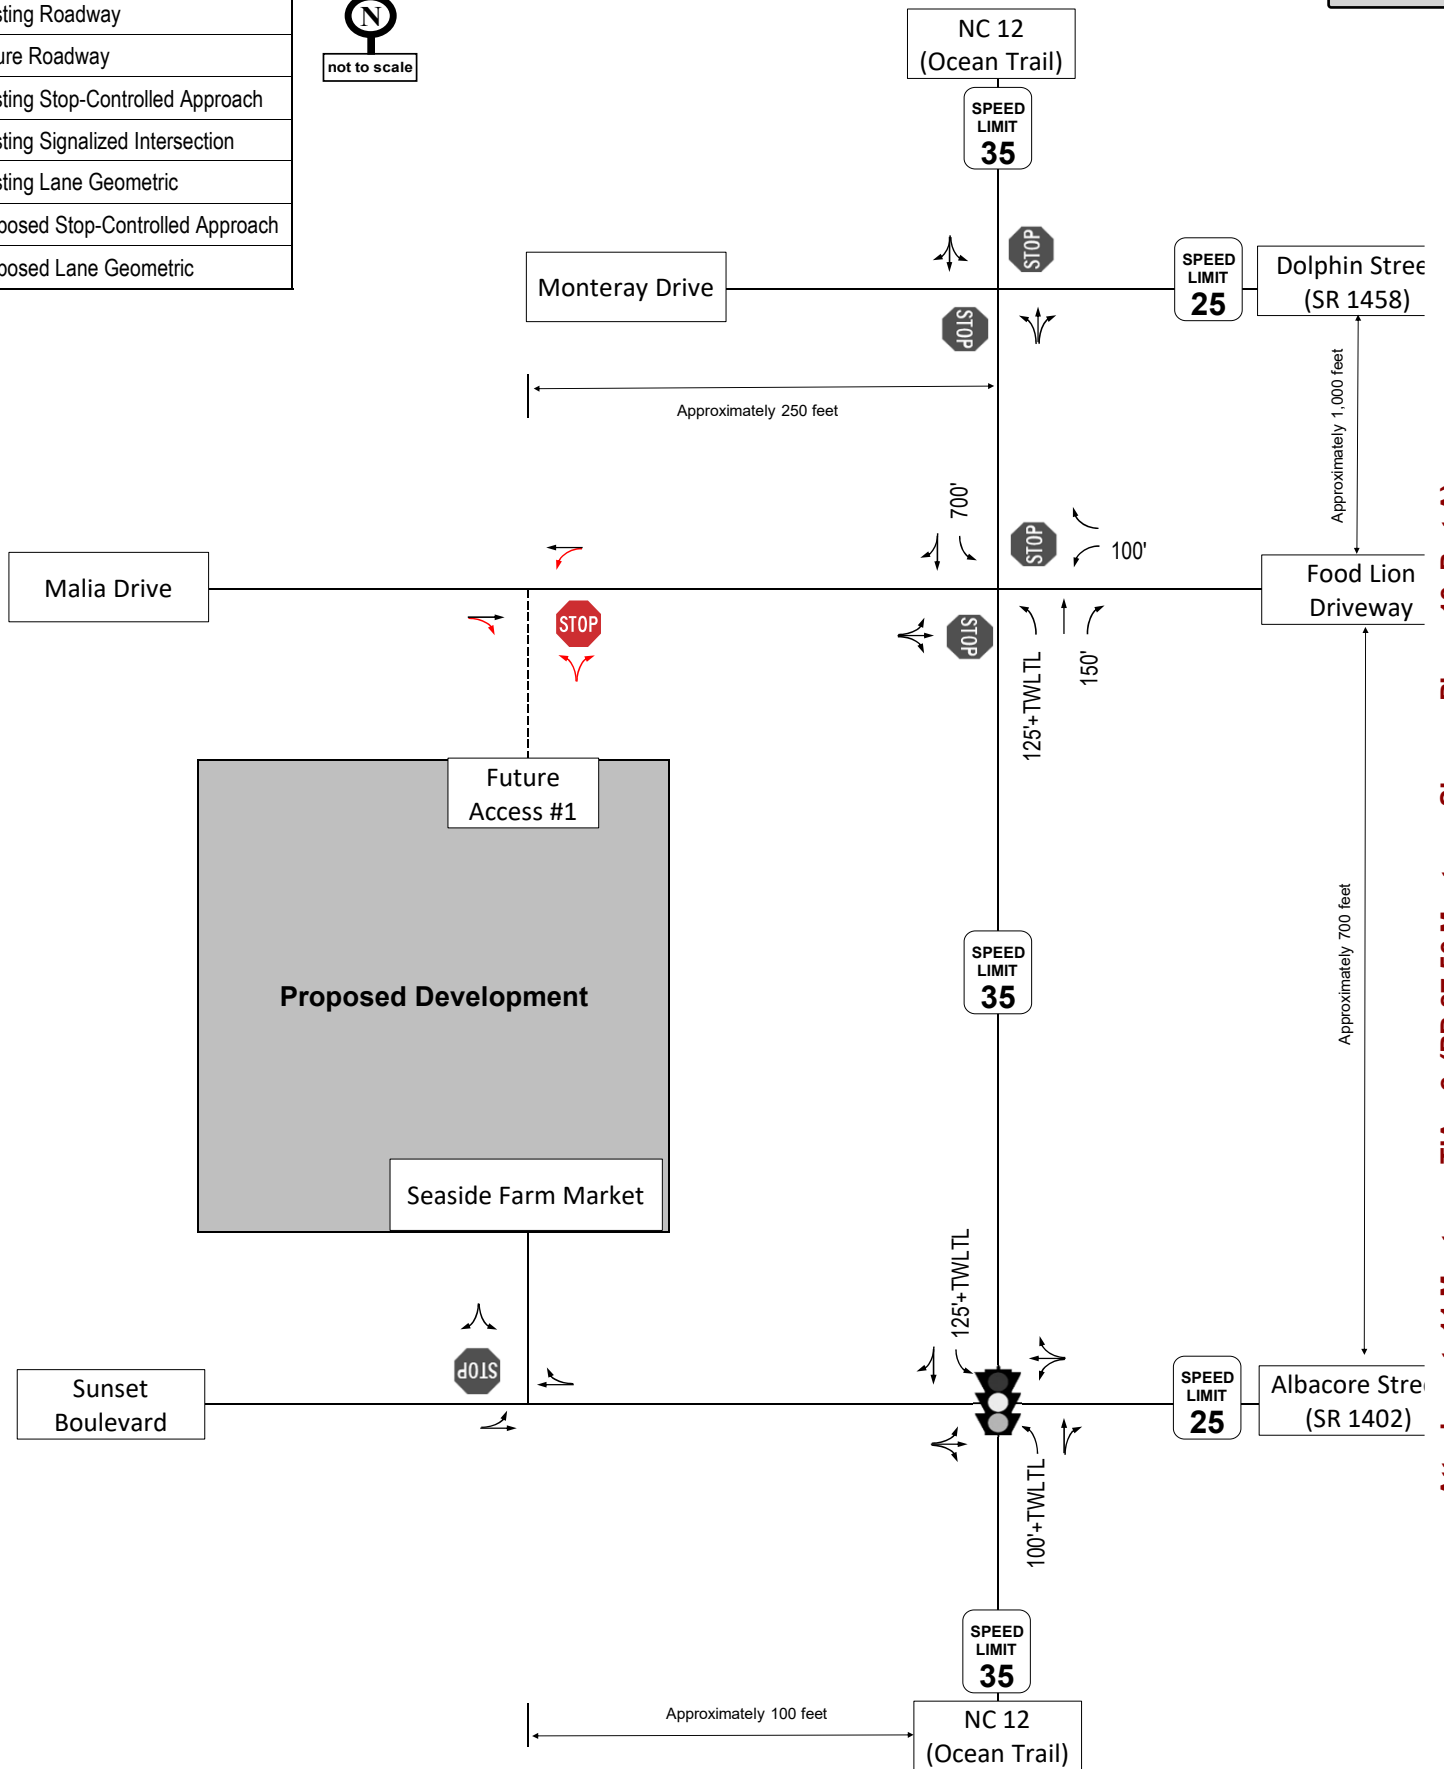 sting Roadway
ure Roadway
sting Stop-Controlled Approach
sting Signalized Intersection
sting Lane Geometric
posed Stop-Controlled Approach
posed Lane Geometric
N
not to scale
NC 12
(Ocean Trail)
SPEED
LIMIT
35
STOP
Monteray Drive
SPEED
LIMIT
25
Dolphin Stree
(SR 1458)
STOP
Approximately 250 feet
Approximately 1,000 feet
700'
STOP
100'
Malia Drive
STOP
STOP
Food Lion
Driveway
125'+TWLTL
150'
Future
Access #1
Proposed Development
SPEED
LIMIT
35
Approximately 700 feet
Seaside Farm Market
125'+TWLTL
STOP
Sunset
Boulevard
SPEED
LIMIT
25
Albacore Stre
(SR 1402)
100'+TWLTL
SPEED
LIMIT
35
Approximately 100 feet
NC 12
(Ocean Trail)